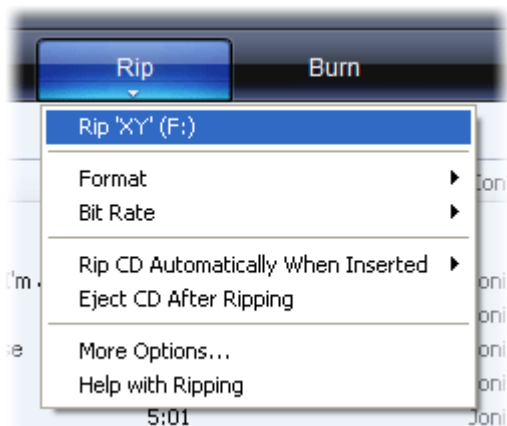 Rip Burn
Rip 'XY' (F:)
Format
Bit Rate
Rip CD Automatically When Inserted
I'm
Eject CD After Ripping
More Options...
Help with Ripping
5:01 Joni